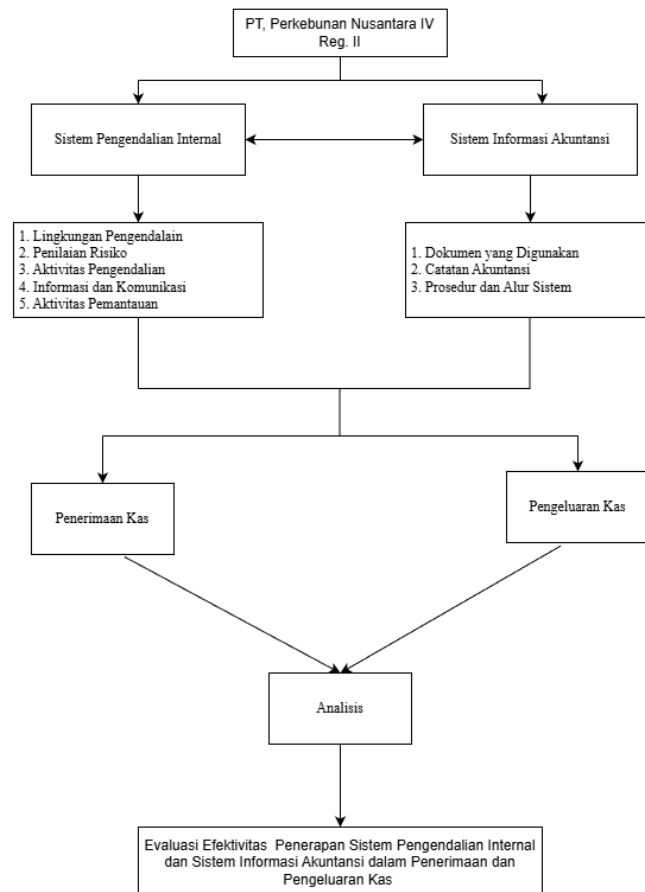 PT, Perkebunan Nusantara IV
Reg. II
Sistem Pengendalian Internal
Sistem Informasi Akuntansi
1. Lingkungan Pengendalain
2. Penilaian Risiko
3. Aktivitas Pengendalian
4. Informasi dan Komunikasi
5. Aktivitas Pemantauan
1. Dokumen yang Digunakan
2. Catatan Akuntansi
3. Prosedur dan Alur Sistem
Penerimaan Kas
Pengeluaran Kas
Analisis
Evaluasi Efektivitas Penerapan Sistem Pengendalian Internal
dan Sistem Informasi Akuntansi dalam Penerimaan dan
Pengeluaran Kas